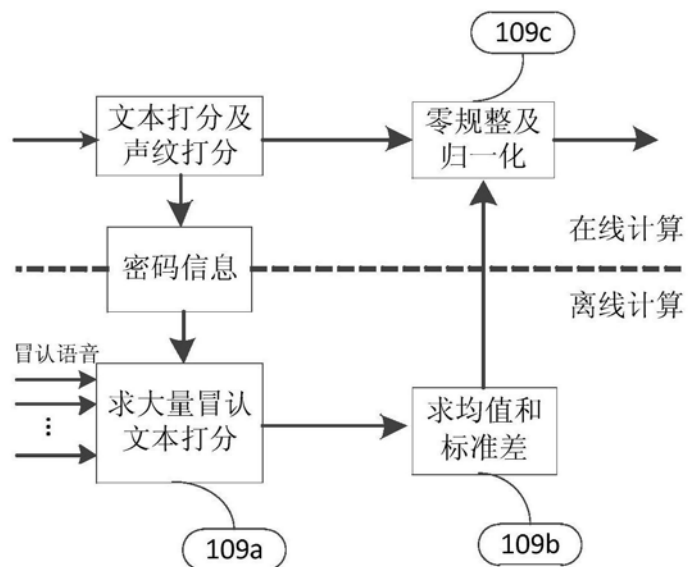 109c
文本打分及
声纹打分
零规整及
归一化
在线计算
密码信息
离线计算
冒认语音
求大量冒认
文本打分
求均值和
标准差
109a
109b